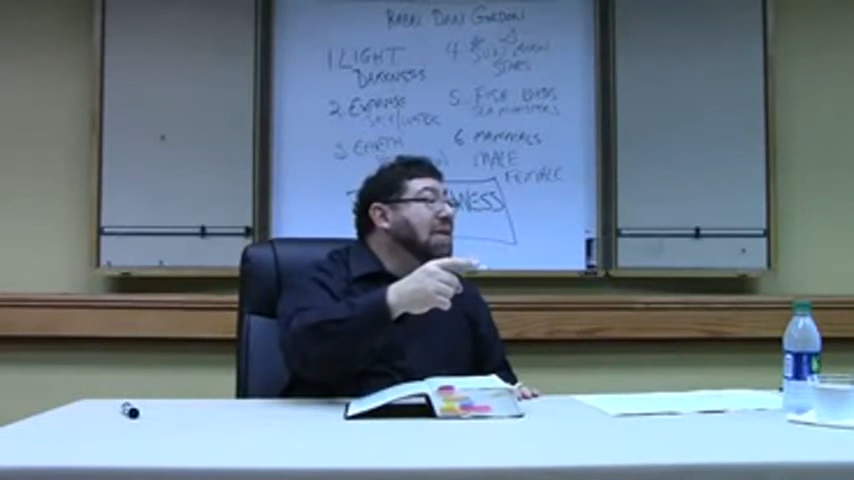 RABBI DAN GORDON
1 LIGHT
DARKNESS
2. EXPANSE
SKY/WATER
3. EARTH
4 SUN/MOON
STARS
5. FISH BIRDS
SEA MONSTERS
6 MAMMALS
MALE
FEMALE
NESS